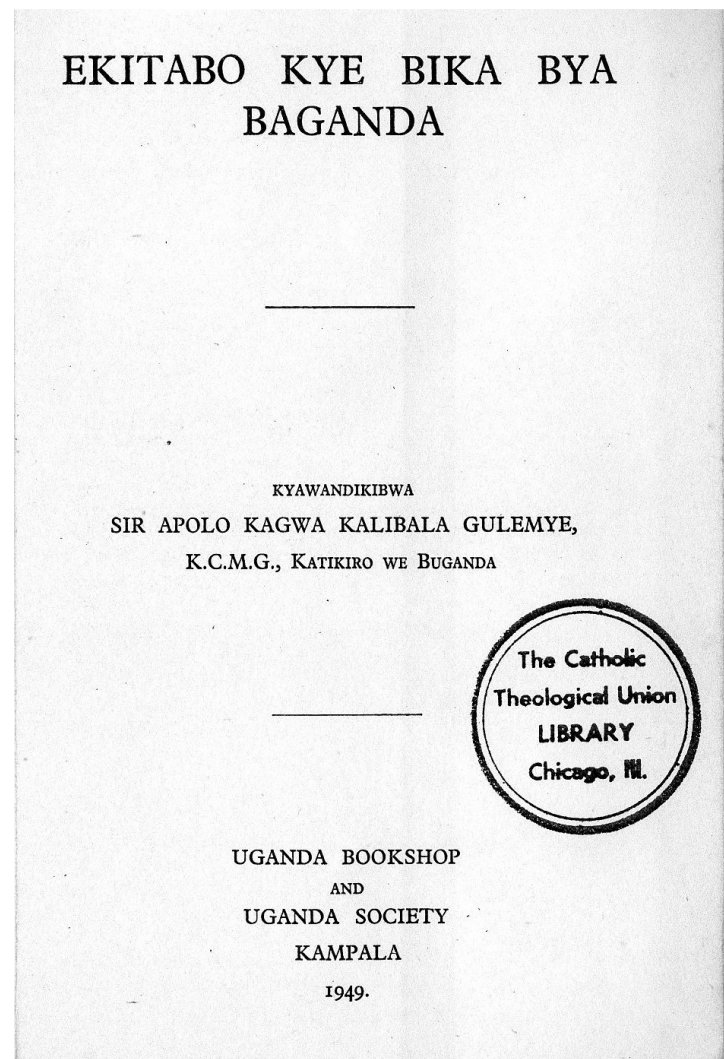 EKITABO KYE BIKA BYA
BAGANDA
KYAWANDIKIBWA
SIR APOLO KAGWA KALIBALA GULEMYE,
K.C.M.G., KATIKIRO WE BUGANDA
The Catholic
Theological Union
LIBRARY
Chicago, Ill.
UGANDA BOOKSHOP
AND
UGANDA SOCIETY
KAMPALA
1949.